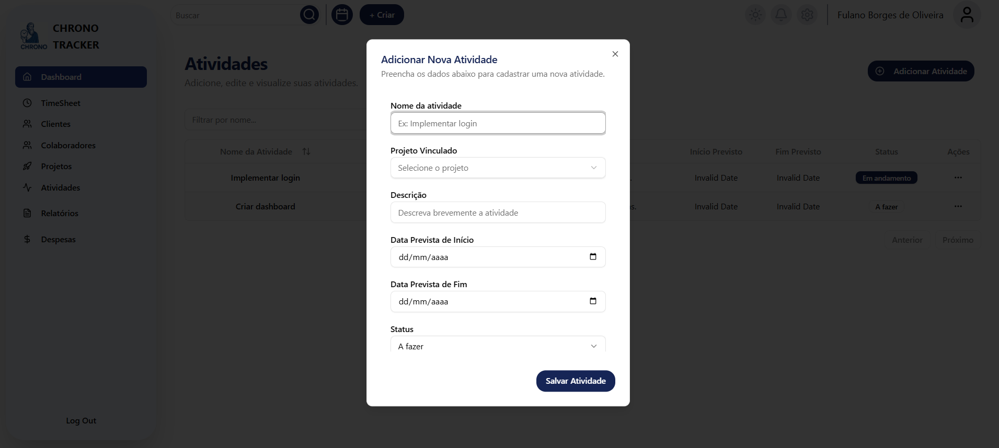 CHRONO
CHRONO
TRACKER
Dashboard
TimeSheet
Clientes
Colaboradores
Projetos
Atividades
Relatórios
Despesas
Log Out
Buscar
+ Criar
Fulano Borges de Oliveira
Atividades
Adicione, edite e visualize suas atividades.
Adicionar Atividade
Filtrar por nome...
Nome da Atividade Início Previsto Fim Previsto Status Ações
Implementar login . Invalid Date Invalid Date Em andamento ...
Criar dashboard s. Invalid Date Invalid Date A fazer ...
Anterior Próximo
Adicionar Nova Atividade
Preencha os dados abaixo para cadastrar uma nova atividade.
Nome da atividade
Ex: Implementar login
Projeto Vinculado
Selecione o projeto
Descrição
Descreva brevemente a atividade
Data Prevista de Início
dd/mm/aaaa
Data Prevista de Fim
dd/mm/aaaa
Status
A fazer
Salvar Atividade